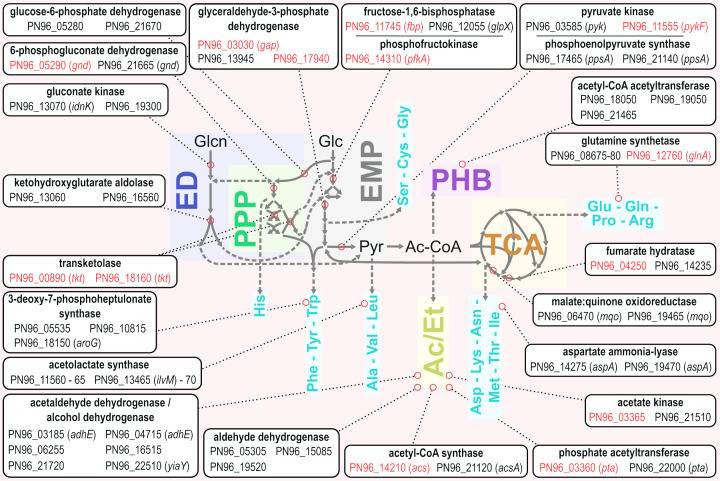 glucose-6-phosphate dehydrogenase
PN96_05280 PN96_21670
6-phosphogluconate dehydrogenase
PN96_05290 (gnd) PN96_21665 (gnd)
gluconate kinase
PN96_13070 (idnK) PN96_19300
ketohydroxyglutarate aldolase
PN96_13060 PN96_16560
transketolase
PN96_00890 (tkt) PN96_18160 (tkt)
3-deoxy-7-phosphoheptulonate
synthase
PN96_05535 PN96_10815
PN96_18150 (aroG)
acetolactate synthase
PN96_11560 - 65 PN96_13465 (ilvM) - 70
acetaldehyde dehydrogenase /
alcohol dehydrogenase
PN96_03185 (adhE) PN96_04715 (adhE)
PN96_06255 PN96_16515
PN96_21720 PN96_22510 (yiaY)
glyceraldehyde-3-phosphate
dehydrogenase
PN96_03030 (gap)
PN96_13945 PN96_17940
fructose-1,6-bisphosphatase
PN96_11745 (fbp) PN96_12055 (glpX)
phosphofructokinase
PN96_14310 (pfkA)
pyruvate kinase
PN96_03585 (pyk) PN96_11555 (pykF)
phosphoenolpyruvate synthase
PN96_17465 (ppsA) PN96_21140 (ppsA)
acetyl-CoA acetyltransferase
PN96_18050 PN96_19050
PN96_21465
glutamine synthetase
PN96_08675-80 PN96_12760 (glnA)
Glcn
Glc
ED
PPP
EMP
Ser - Cys - Gly
PHB
Glu - Gln -
Pro - Arg
Pyr
Ac-CoA
TCA
His
Phe - Tyr - Trp
Ala - Val - Leu
Ac/Et
Asp - Lys - Asn -
Met - Thr - Ile
fumarate hydratase
PN96_04250 PN96_14235
malate:quinone oxidoreductase
PN96_06470 (mqo) PN96_19465 (mqo)
aspartate ammonia-lyase
PN96_14275 (aspA) PN96_19470 (aspA)
acetate kinase
PN96_03365 PN96_21510
aldehyde dehydrogenase
PN96_05305 PN96_15085
PN96_19520
acetyl-CoA synthase
PN96_14210 (acs) PN96_21120 (acsA)
phosphate acetyltransferase
PN96_03360 (pta) PN96_22000 (pta)